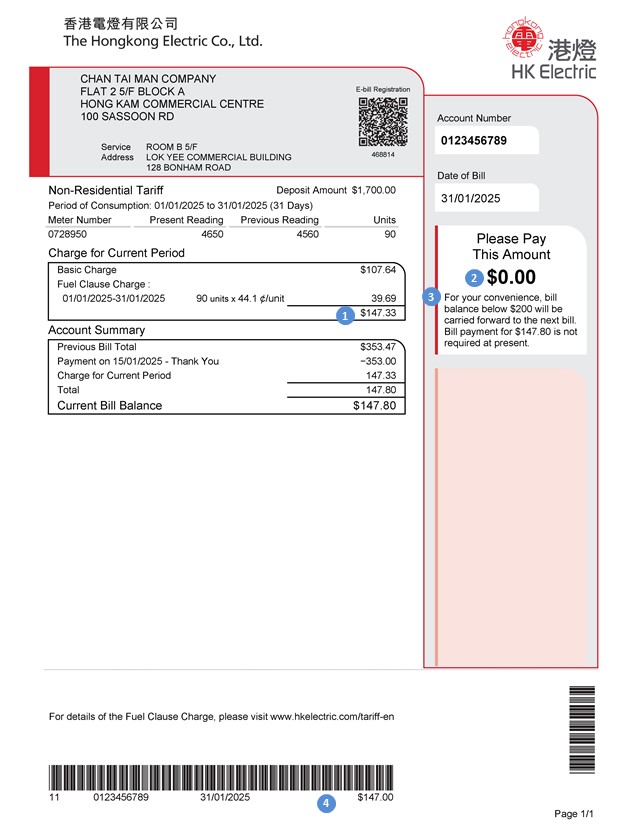 香港電燈有限公司
The Hongkong Electric Co., Ltd.
hongkong electric
港燈
HK Electric
CHAN TAI MAN COMPANY
FLAT 2 5/F BLOCK A
HONG KAM COMMERCIAL CENTRE
100 SASSOON RD
E-bill Registration
468814
Service Address ROOM B 5/F
LOK YEE COMMERCIAL BUILDING
128 BONHAM ROAD
Account Number
0123456789
Date of Bill
31/01/2025
Non-Residential Tariff Deposit Amount $1,700.00
Period of Consumption: 01/01/2025 to 31/01/2025 (31 Days)
Meter Number Present Reading Previous Reading Units
0728950 4650 4560 90
Charge for Current Period
Basic Charge $107.64
Fuel Clause Charge :
01/01/2025-31/01/2025 90 units x 44.1 ¢/unit 39.69
1 $147.33
Account Summary
Previous Bill Total $353.47
Payment on 15/01/2025 - Thank You −353.00
Charge for Current Period 147.33
Total 147.80
Current Bill Balance $147.80
Please Pay
This Amount
2 $0.00
3 For your convenience, bill
balance below $200 will be
carried forward to the next bill.
Bill payment for $147.80 is not
required at present.
For details of the Fuel Clause Charge, please visit www.hkelectric.com/tariff-en
11 0123456789 31/01/2025 4 $147.00
Page 1/1